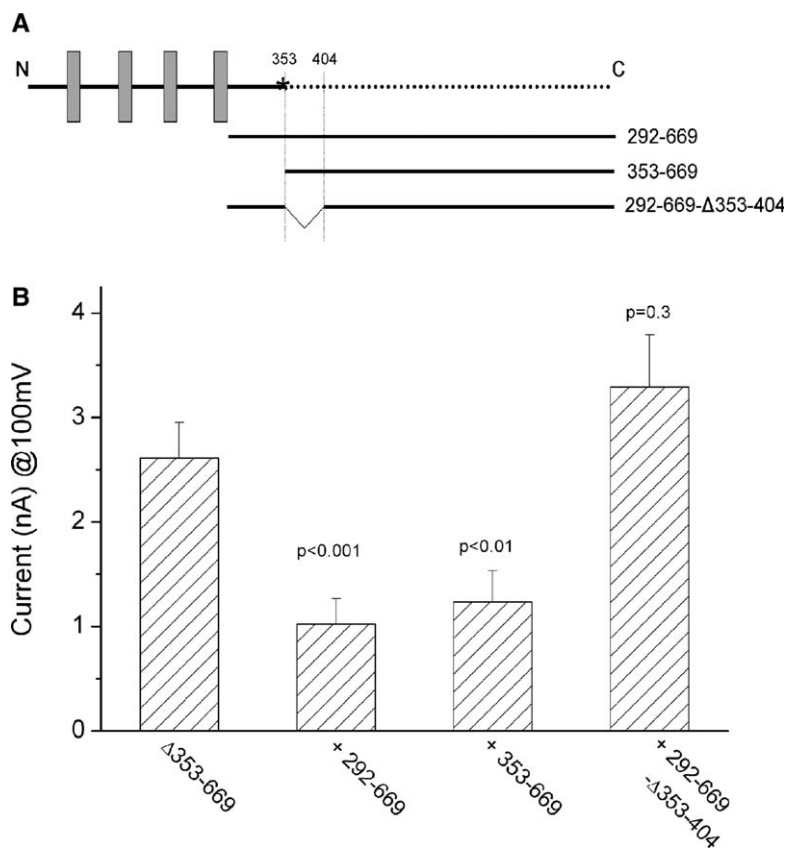 A
N
353 404
C
*
292-669
353-669
292-669-Δ353-404
B
Current (nA) @100mV
4
3
2
1
0
p<0.001
p<0.01
p=0.3
Δ353-669
+ 292-669
+ 353-669
+ 292-669
-Δ353-404